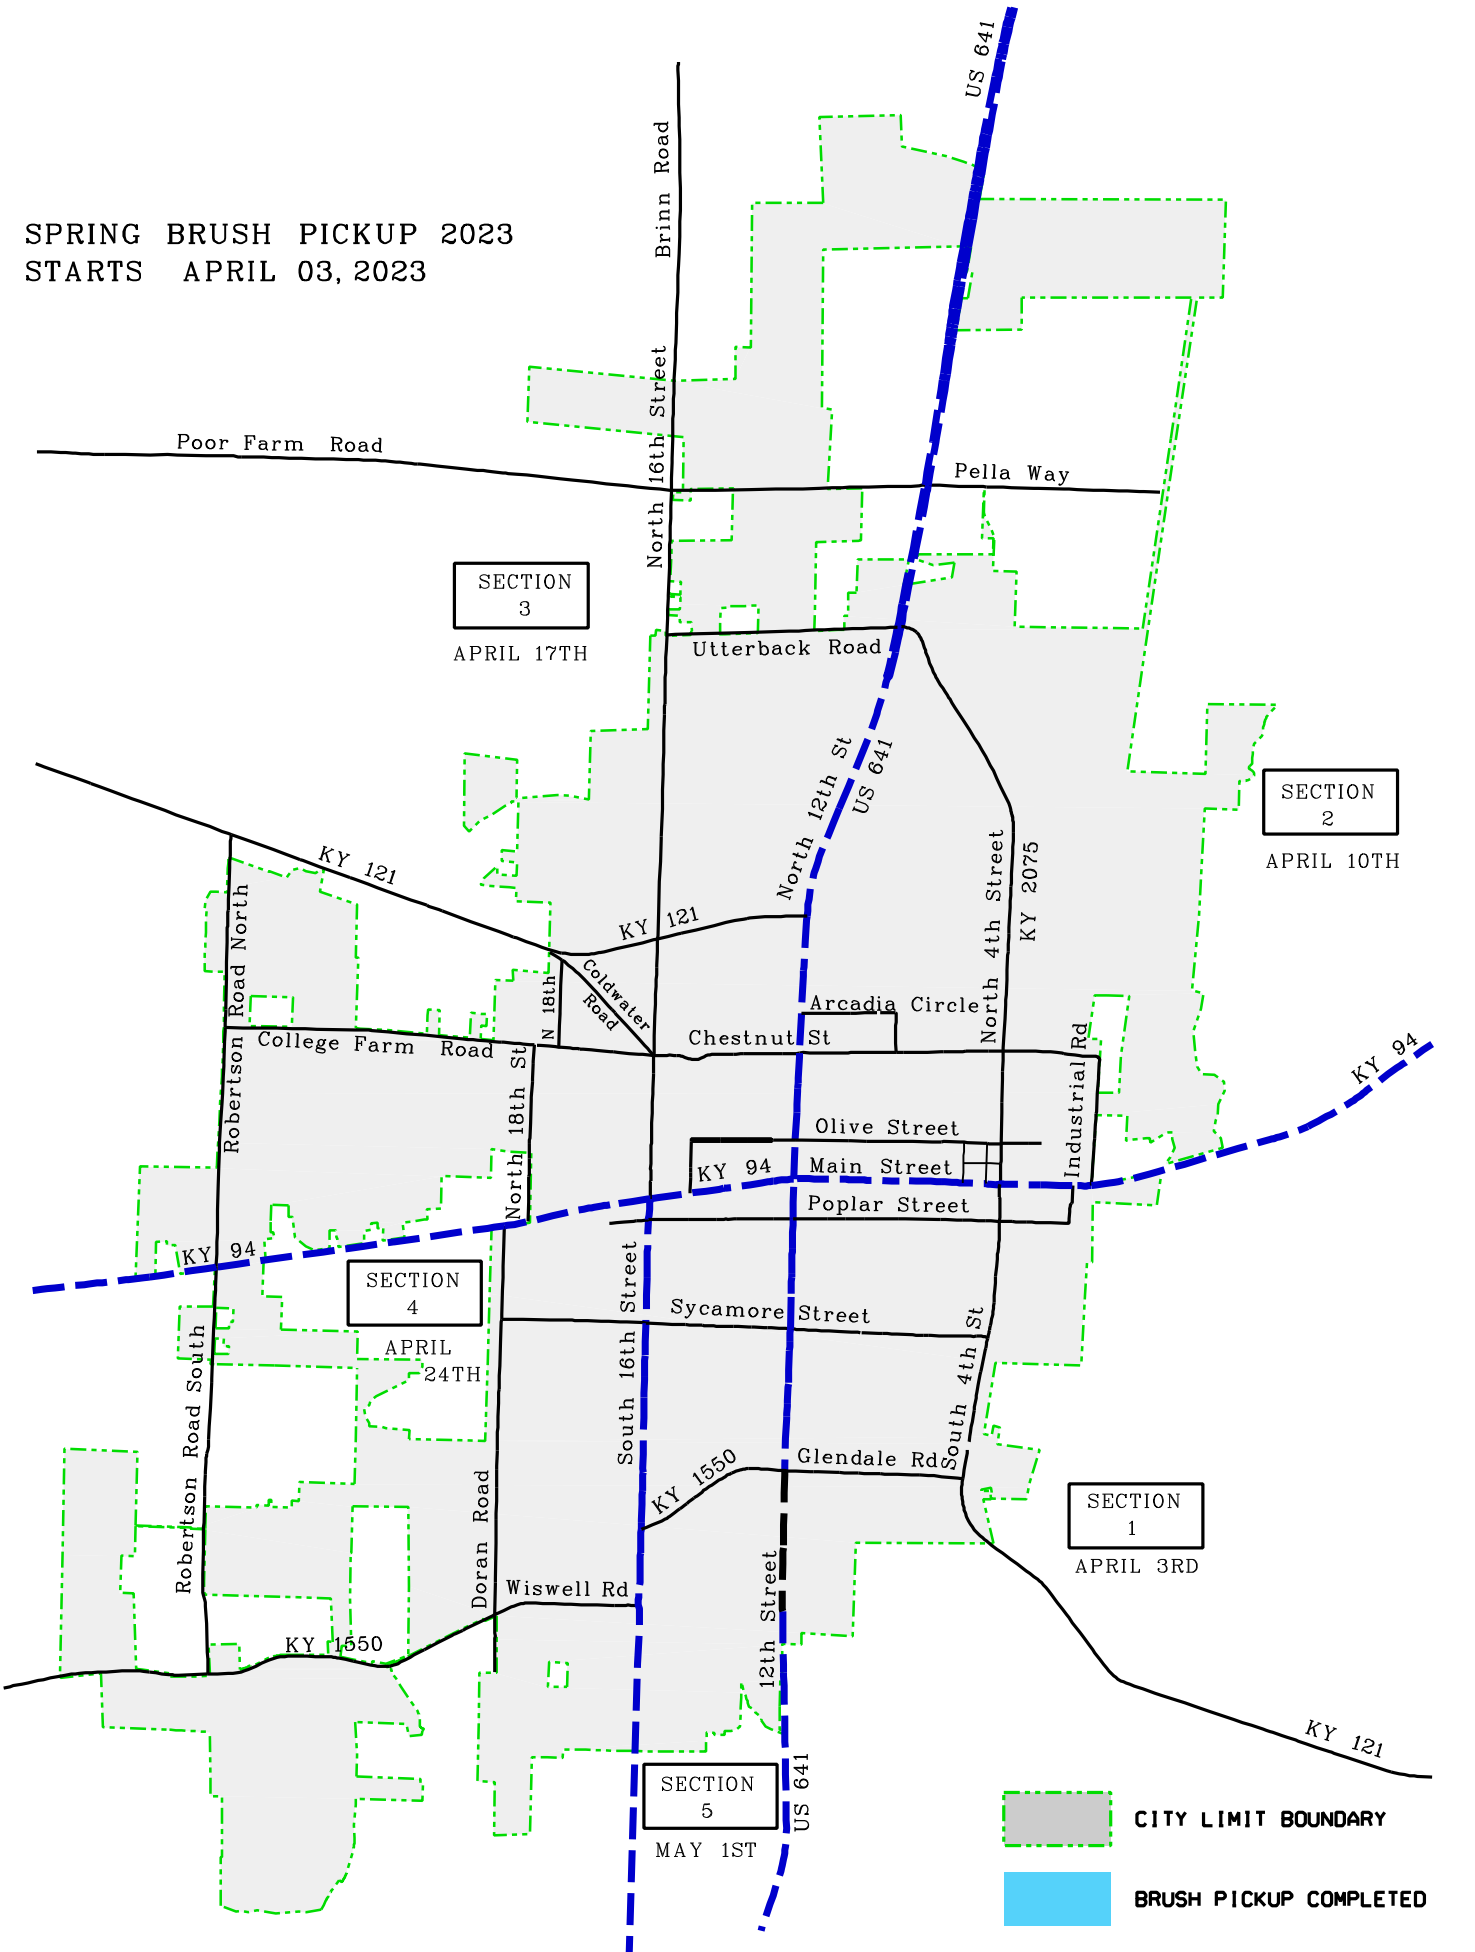 US 641
Brinn Road
SPRING BRUSH PICKUP 2023
STARTS APRIL 03, 2023
North 16th Street
Poor Farm Road
Pella Way
SECTION
3
APRIL 17TH
Utterback Road
North 12th St
US 641
SECTION
2
APRIL 10TH
KY 121
North 4th Street
KY 2075
Robertson Road North
KY 121
N 18th
Coldwater
Road
Arcadia Circle
Chestnut St
College Farm Road
North 18th St
Industrial Rd
KY 94
Olive Street
KY 94
Main Street
Poplar Street
KY 94
SECTION
4
APRIL
24TH
South 16th Street
Sycamore Street
South 4th St
Robertson Road South
Doran Road
KY 1550
Glendale Rd
SECTION
1
APRIL 3RD
Wiswell Rd
12th Street
KY 1550
KY 121
SECTION
5
MAY 1ST
US 641
CITY LIMIT BOUNDARY
BRUSH PICKUP COMPLETED